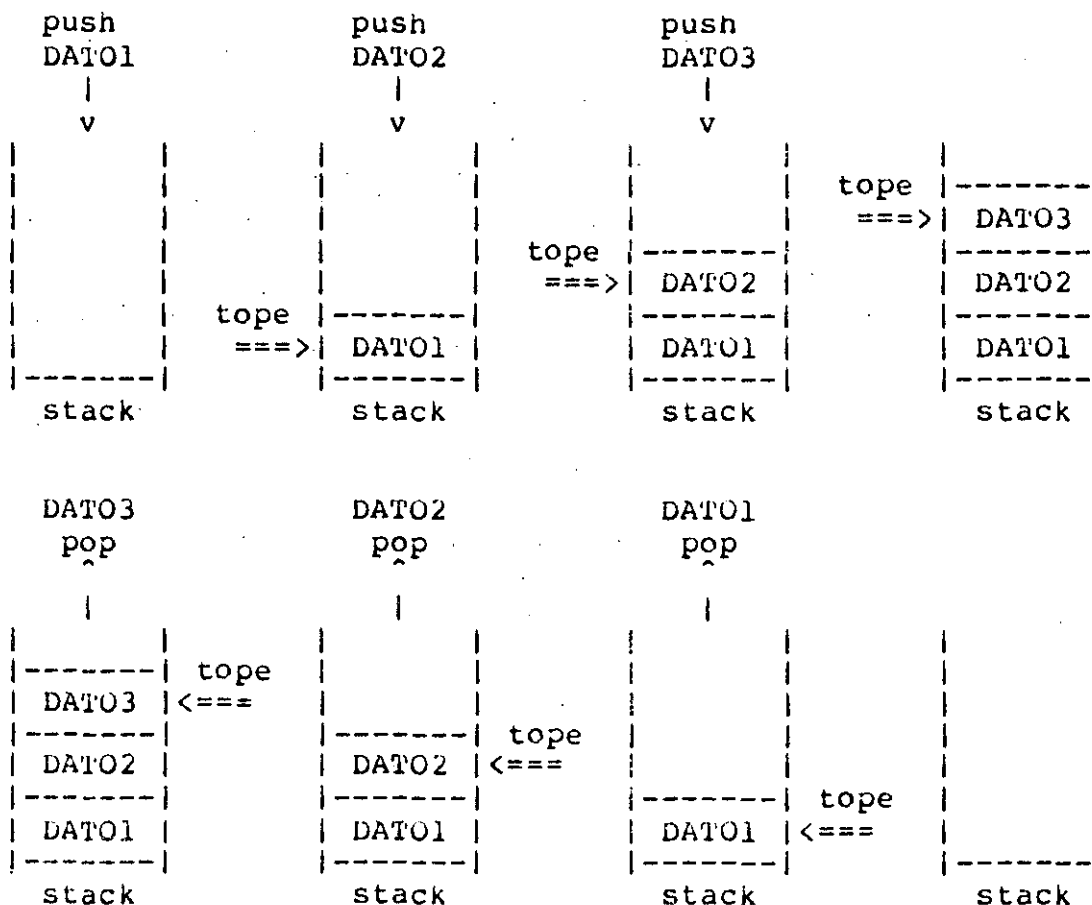 push push push
DATO1 DATO2 DATO3
tope
===> DATO3
tope
===> DATO2 DATO2
tope
===> DATO1 DATO1 DATO1
stack stack stack stack
DATO3 DATO2 DATO1
pop pop pop
tope
DATO3 <===
tope
DATO2 DATO2 <===
tope
DATO1 DATO1 DATO1 <===
stack stack stack stack